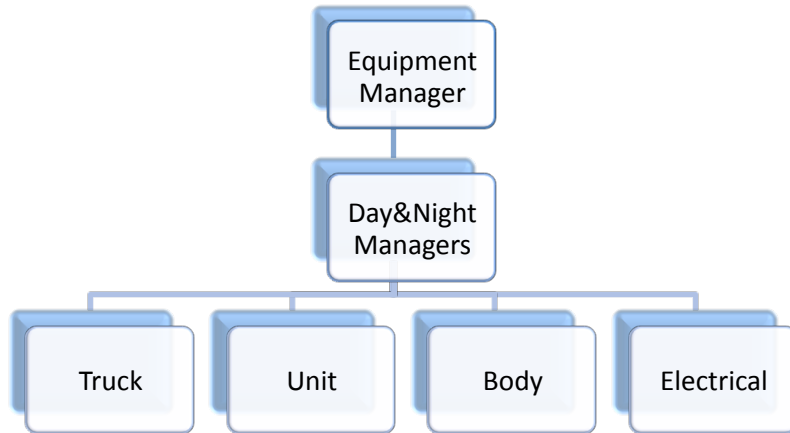 Equipment
Manager
Day&Night
Managers
Truck
Unit
Body
Electrical